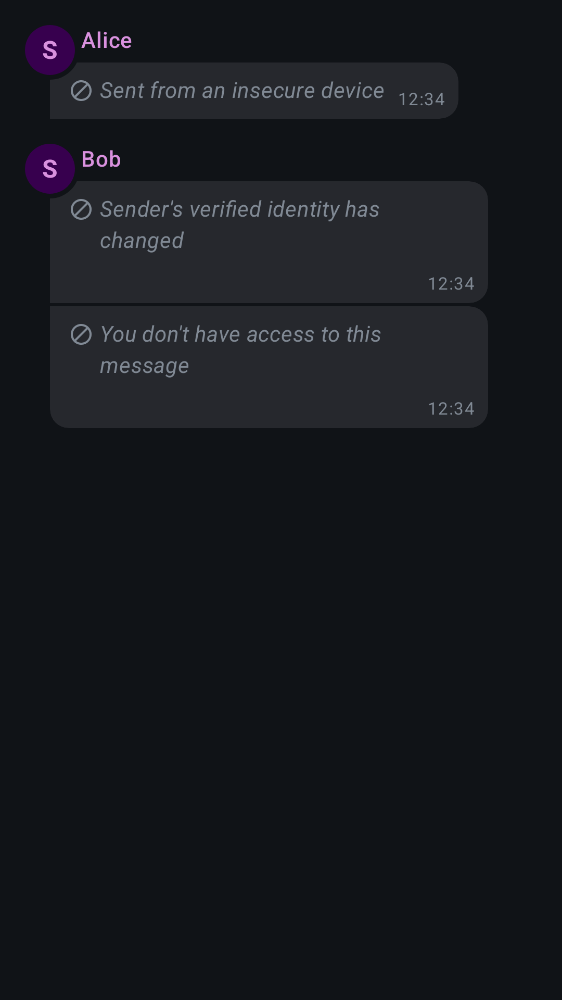 S
Alice
Sent from an insecure device
12:34
S
Bob
Sender's verified identity has
changed
12:34
You don't have access to this
message
12:34